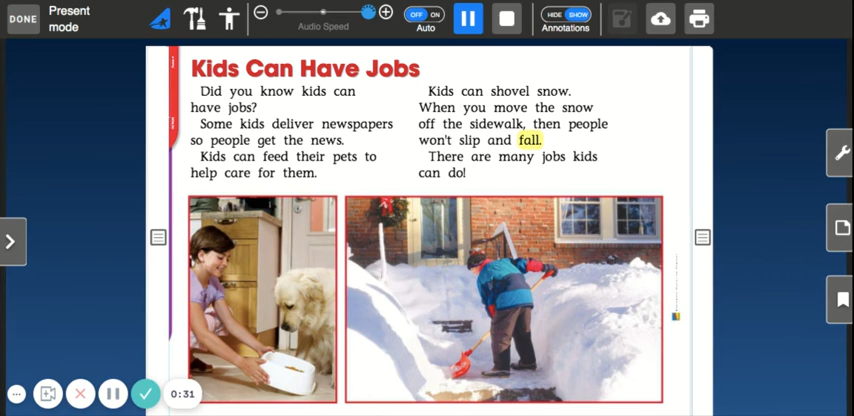 DONE
Present
mode
Audio Speed
OFF ON
Auto
HIDE SHOW
Annotations
Kids Can Have Jobs
Did you know kids can
have jobs?
Some kids deliver newspapers
so people get the news.
Kids can feed their pets to
help care for them.
Kids can shovel snow.
When you move the snow
off the sidewalk, then people
won't slip and fall.
There are many jobs kids
can do!
0:31